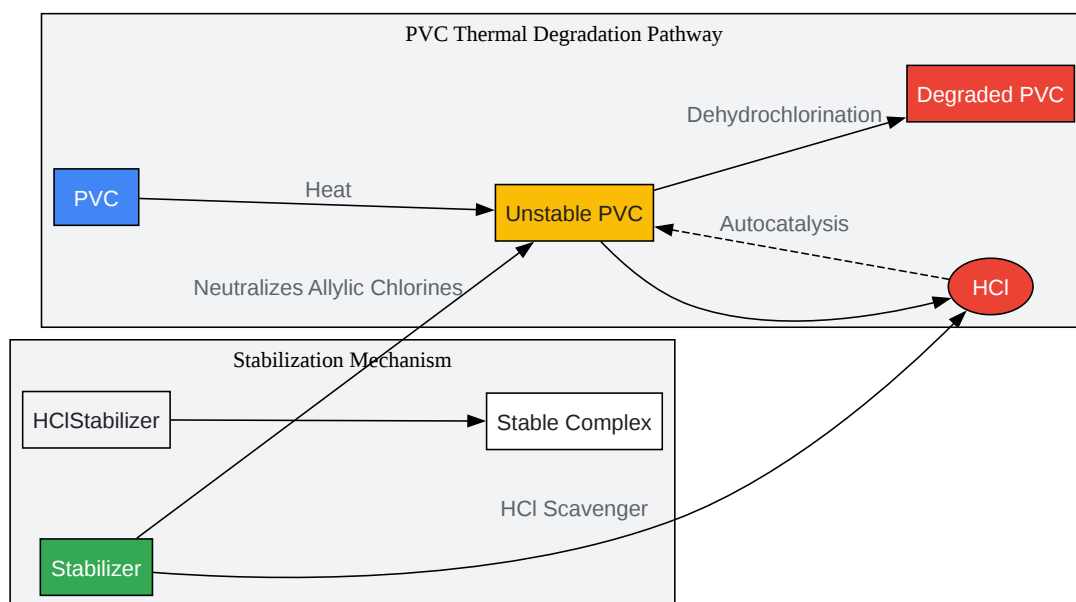 PVC Thermal Degradation Pathway
Degraded PVC
Dehydrochlorination
PVC
Heat
Unstable PVC
Autocatalysis
HCl
Neutralizes Allylic Chlorines
Stabilization Mechanism
HClStabilizer
Stable Complex
HCl Scavenger
Stabilizer